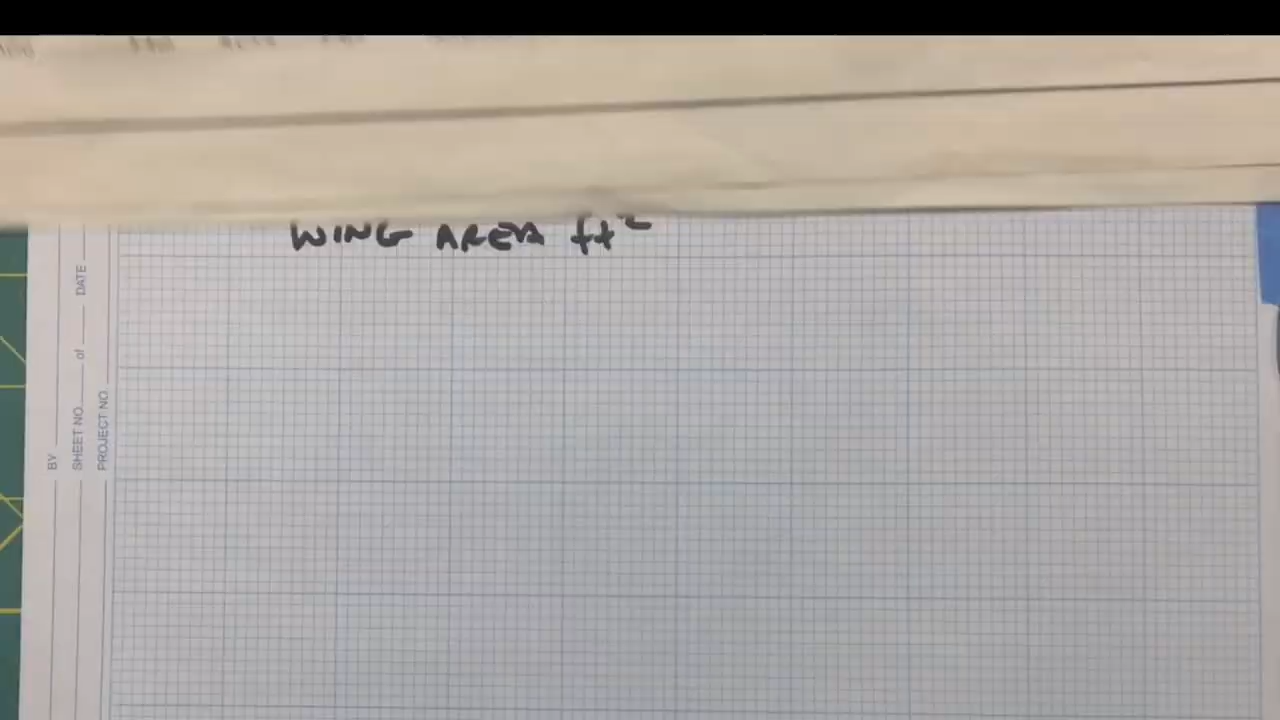 WING AREA ft²
DATE
SHEET NO. of
BY
PROJECT NO